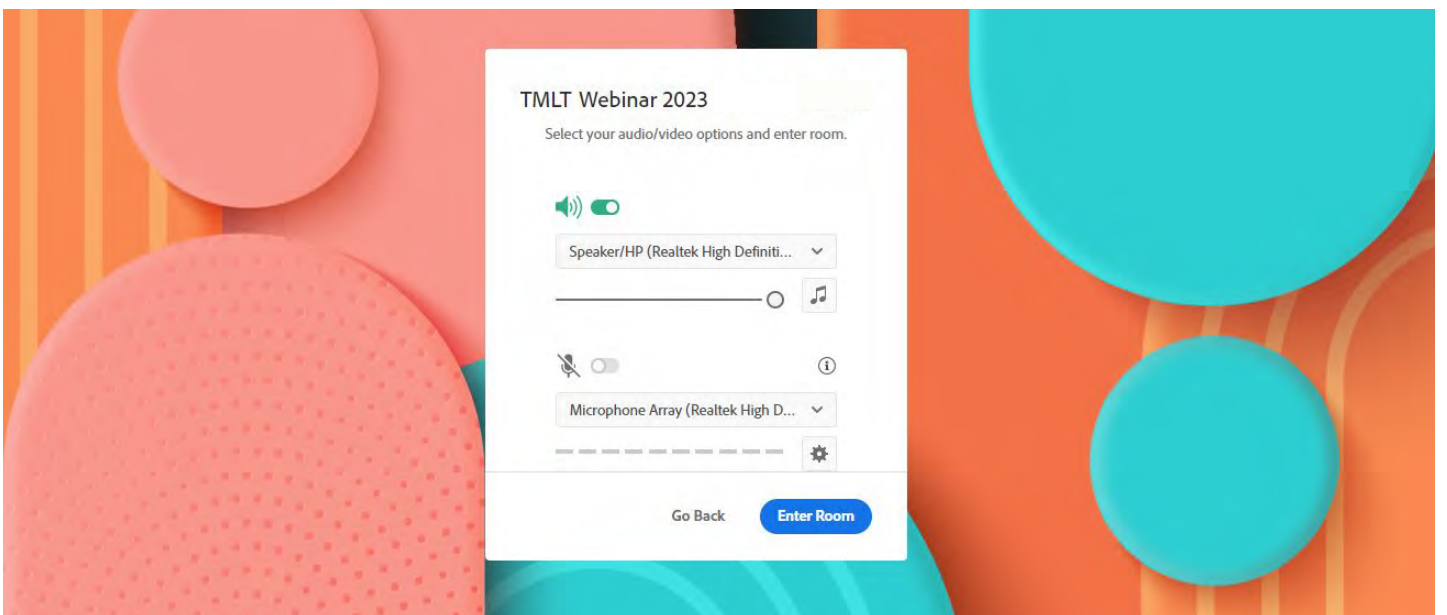 TMLT Webinar 2023
Select your audio/video options and enter room.
Speaker/HP (Realtek High Definiti...
Microphone Array (Realtek High D...
Go Back
Enter Room